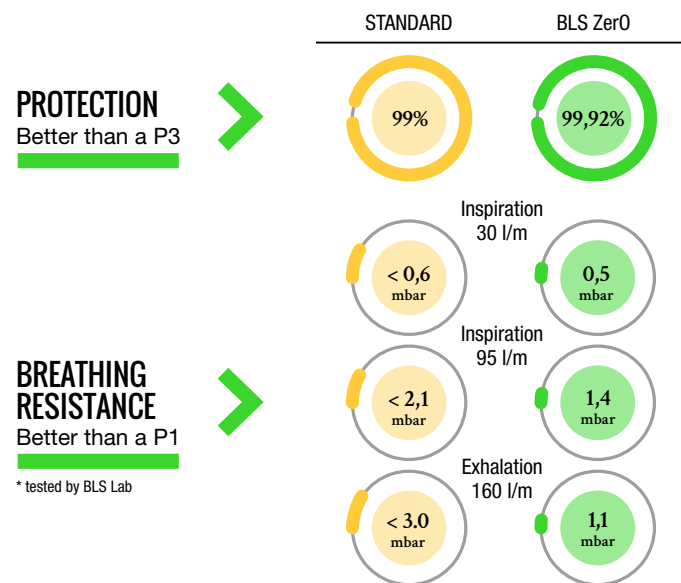 STANDARD
BLS Zer0
PROTECTION
Better than a P3
99%
99,92%
Inspiration
30 l/m
< 0,6
mbar
0,5
mbar
Inspiration
95 l/m
BREATHING
RESISTANCE
Better than a P1
* tested by BLS Lab
< 2,1
mbar
1,4
mbar
Exhalation
160 l/m
< 3.0
mbar
1,1
mbar